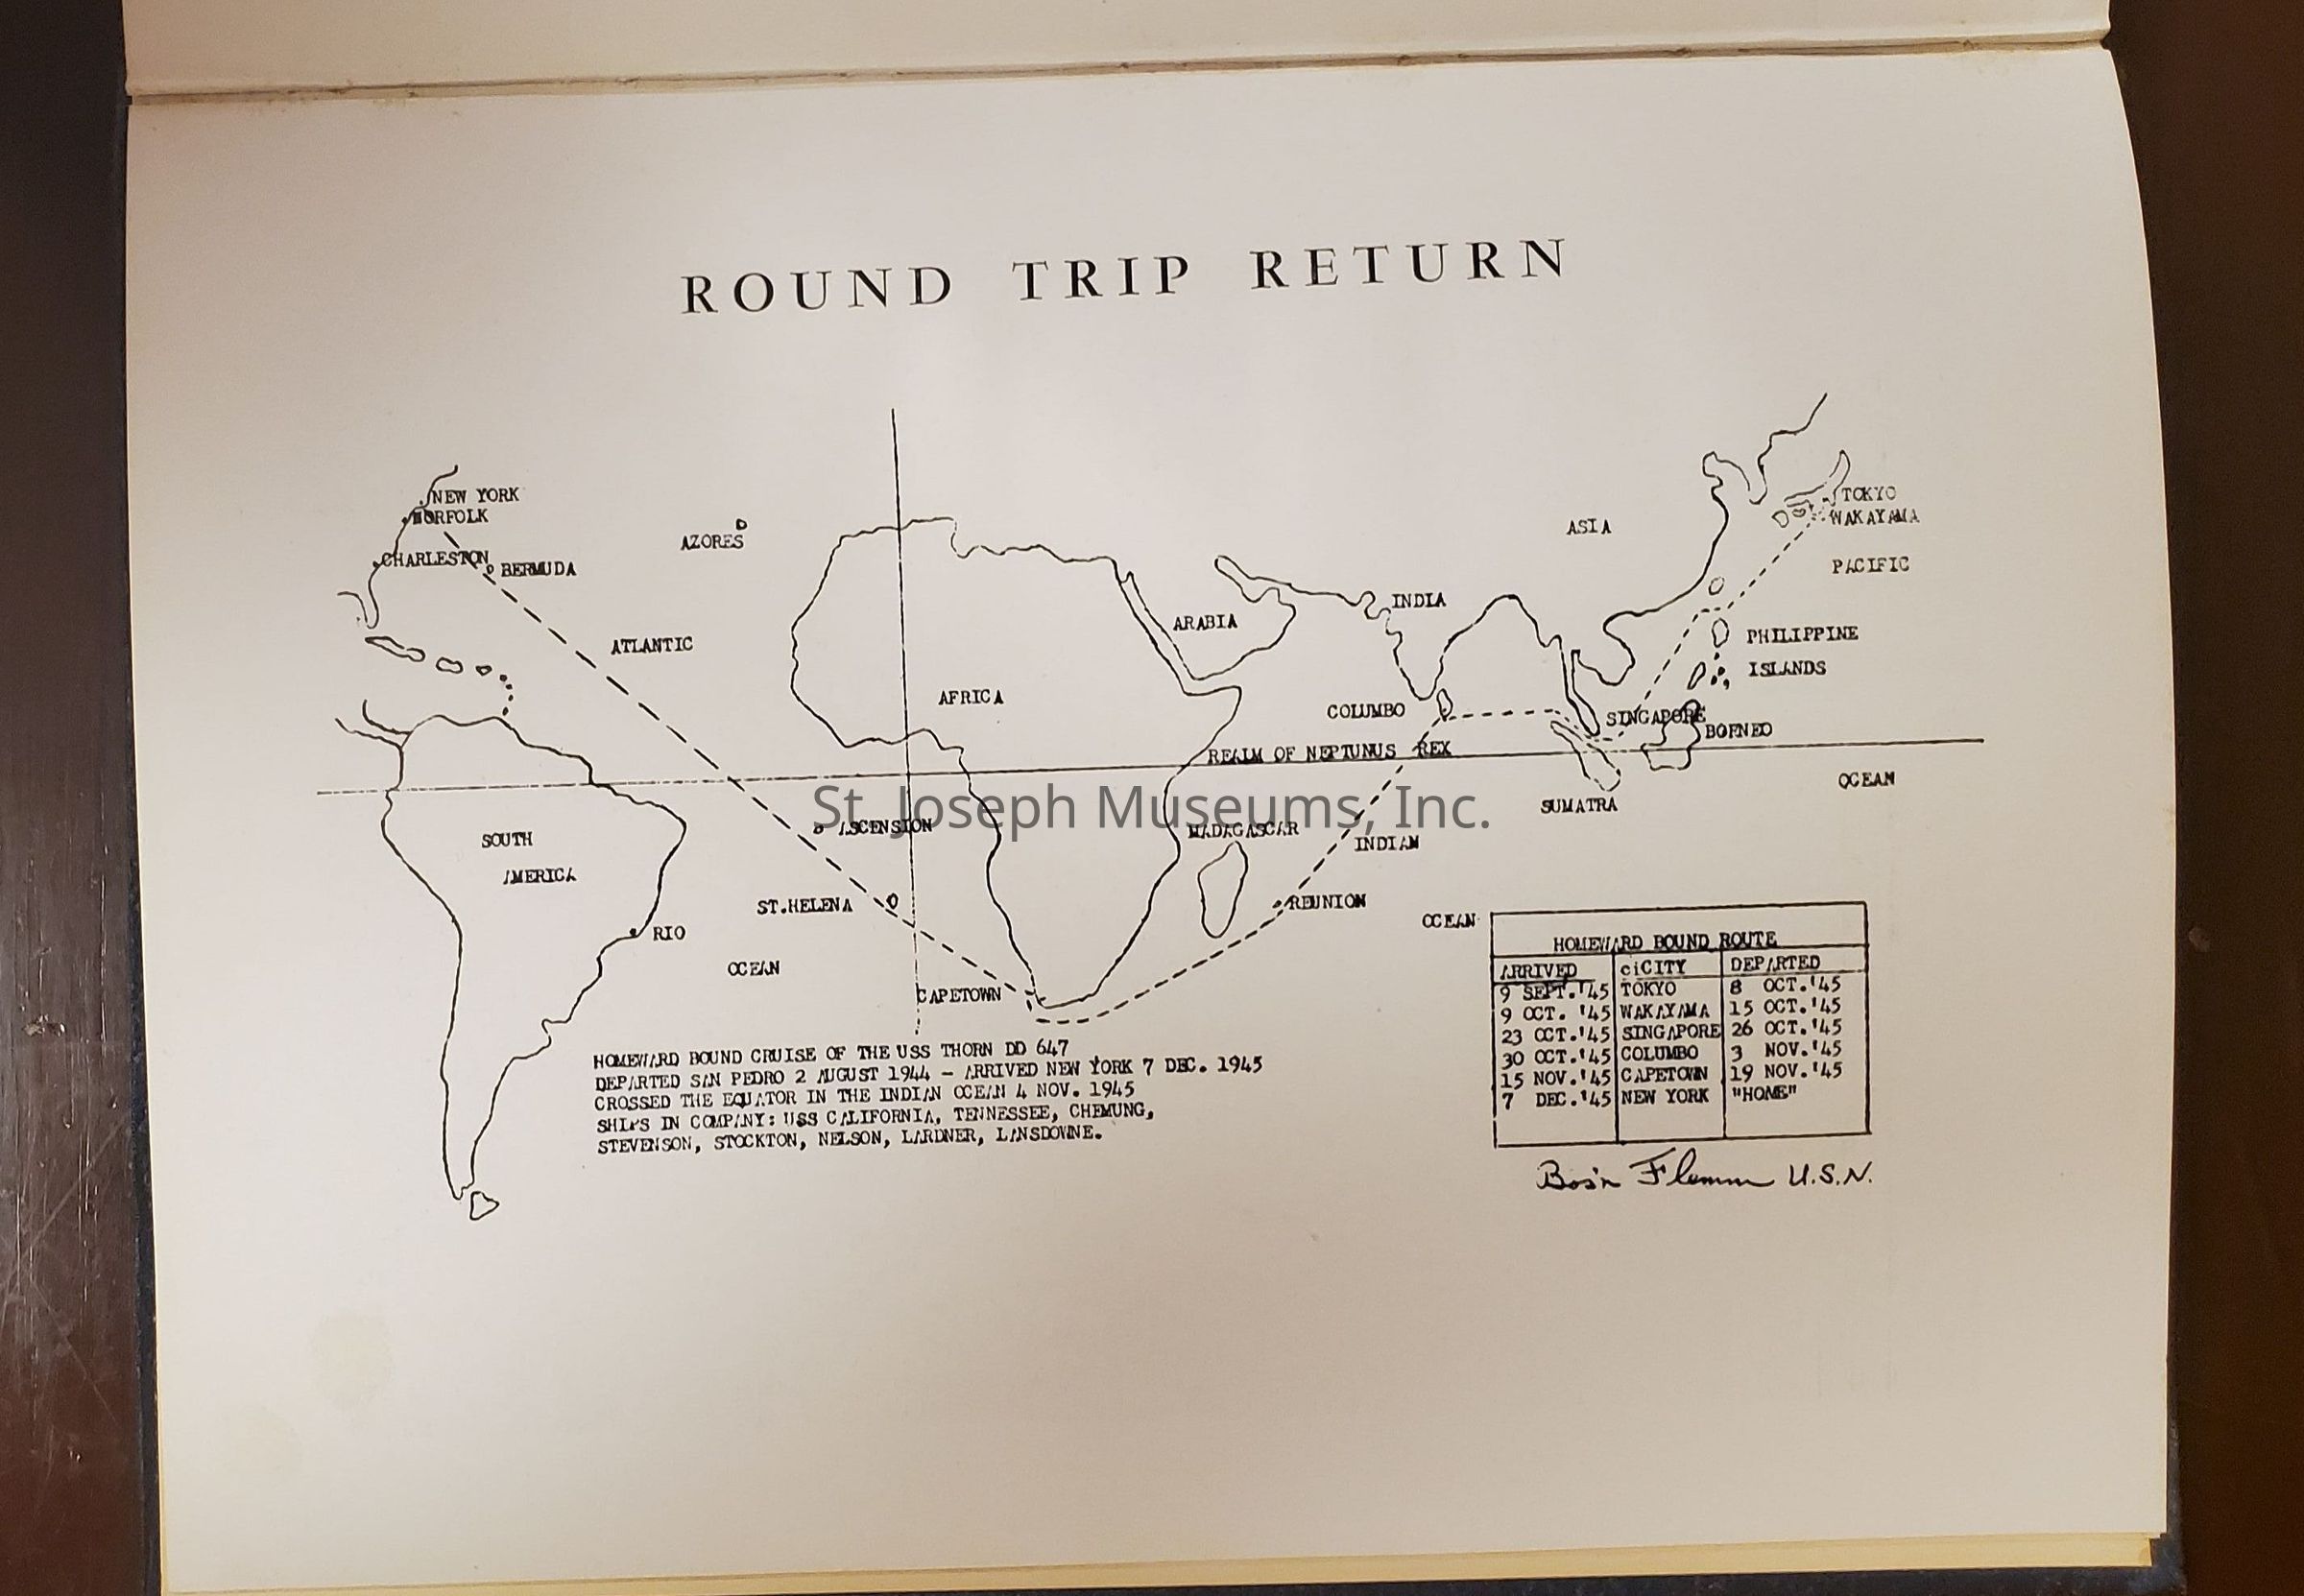 ROUND TRIP RETURN
NEW YORK
NORFOLK
CHARLESTON
BERMUDA
AZORES
ATLANTIC
AFRICA
ARABIA
INDIA
ASIA
TOKYO
WAKAYAMA
PACIFIC
PHILIPPINE
ISLANDS
COLUMBO
SINGAPORE
BORNEO
REALM OF NEPTUNUS REX
OCEAN
SUMATRA
St. Joseph Museums, Inc.
ASCENSION
MADAGASCAR
INDIAN
SOUTH
AMERICA
ST.HELENA
REUNION
OCEAN
RIO
OCEAN
CAPETOWN
HOMEWARD BOUND CRUISE OF THE USS THORN DD 647
DEPARTED SAN PEDRO 2 AUGUST 1944 - ARRIVED NEW YORK 7 DEC. 1945
CROSSED THE EQUATOR IN THE INDIAN OCEAN 4 NOV. 1945
SHIPS IN COMPANY: USS CALIFORNIA, TENNESSEE, CHEMUNG,
STEVENSON, STOCKTON, NELSON, LARDNER, LANSDOWNE.
HOMEWARD BOUND ROUTE
ARRIVED ciCITY DEPARTED
9 SEPT.'45 TOKYO 8 OCT.'45
9 OCT. '45 WAKAYAMA 15 OCT.'45
23 OCT.'45 SINGAPORE 26 OCT.'45
30 OCT.'45 COLUMBO 3 NOV.'45
15 NOV.'45 CAPETOWN 19 NOV.'45
7 DEC.'45 NEW YORK "HOME"
Bos'n Flemm U.S.N.